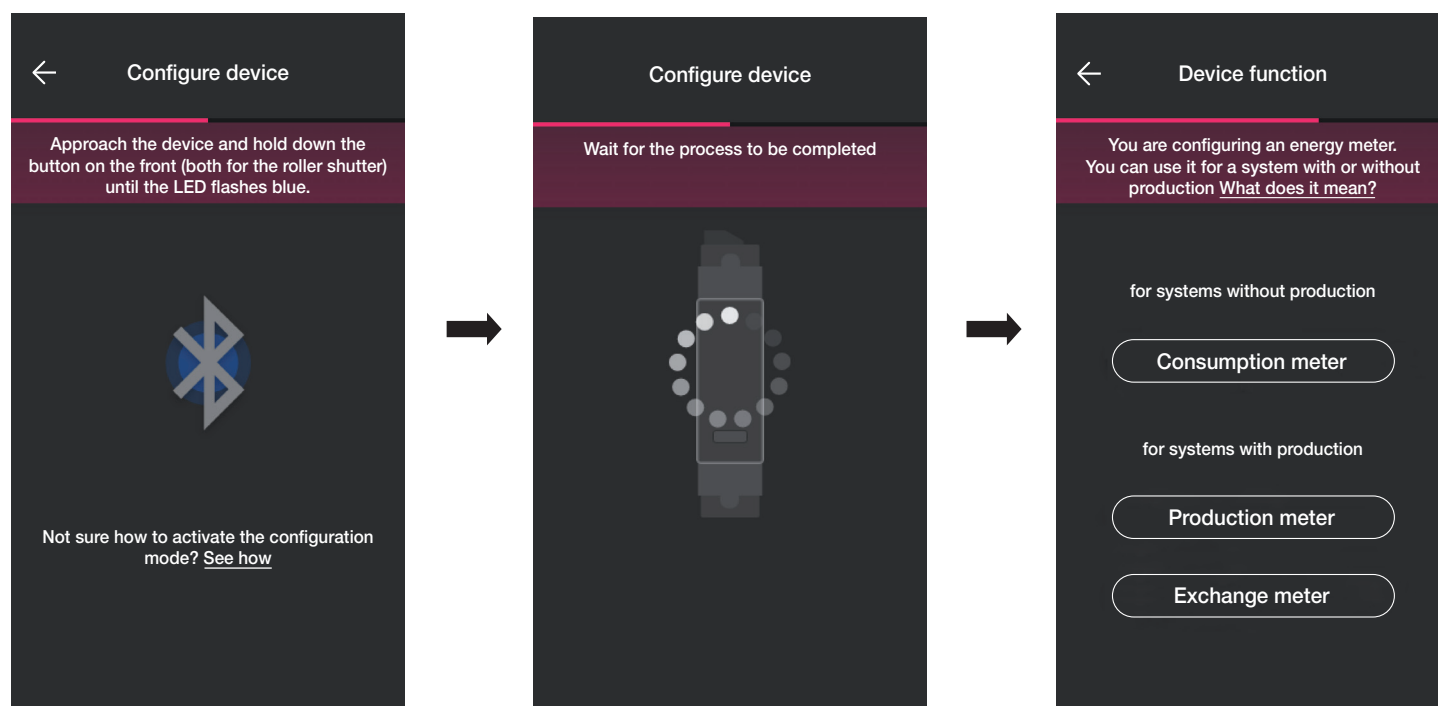 Configure device
Approach the device and hold down the
button on the front (both for the roller shutter)
until the LED flashes blue.
Not sure how to activate the configuration
mode? See how
Configure device
Wait for the process to be completed
Device function
You are configuring an energy meter.
You can use it for a system with or without
production What does it mean?
for systems without production
Consumption meter
for systems with production
Production meter
Exchange meter